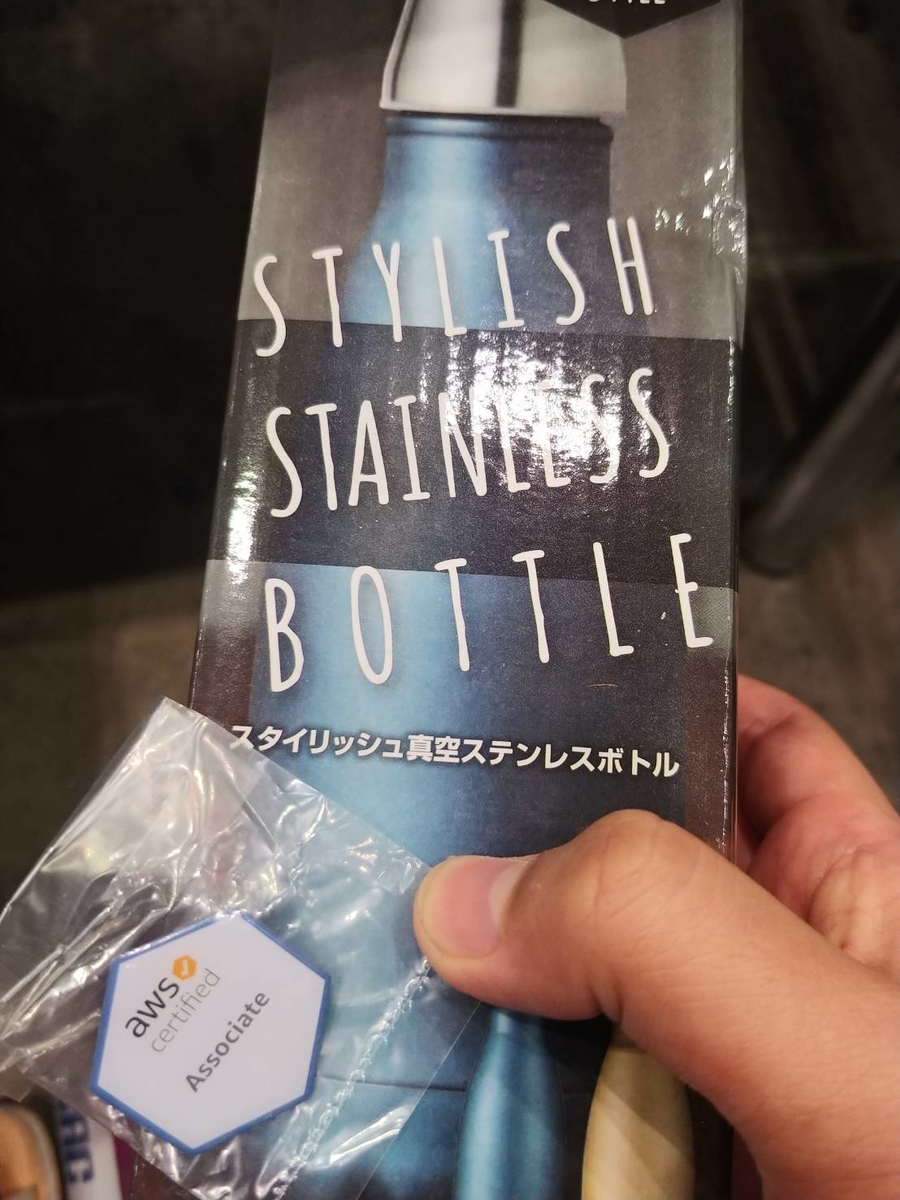 STYLISH
STAINLESS
BOTTLE
スタイリッシュ真空ステンレスボトル
aws
certified
Associate